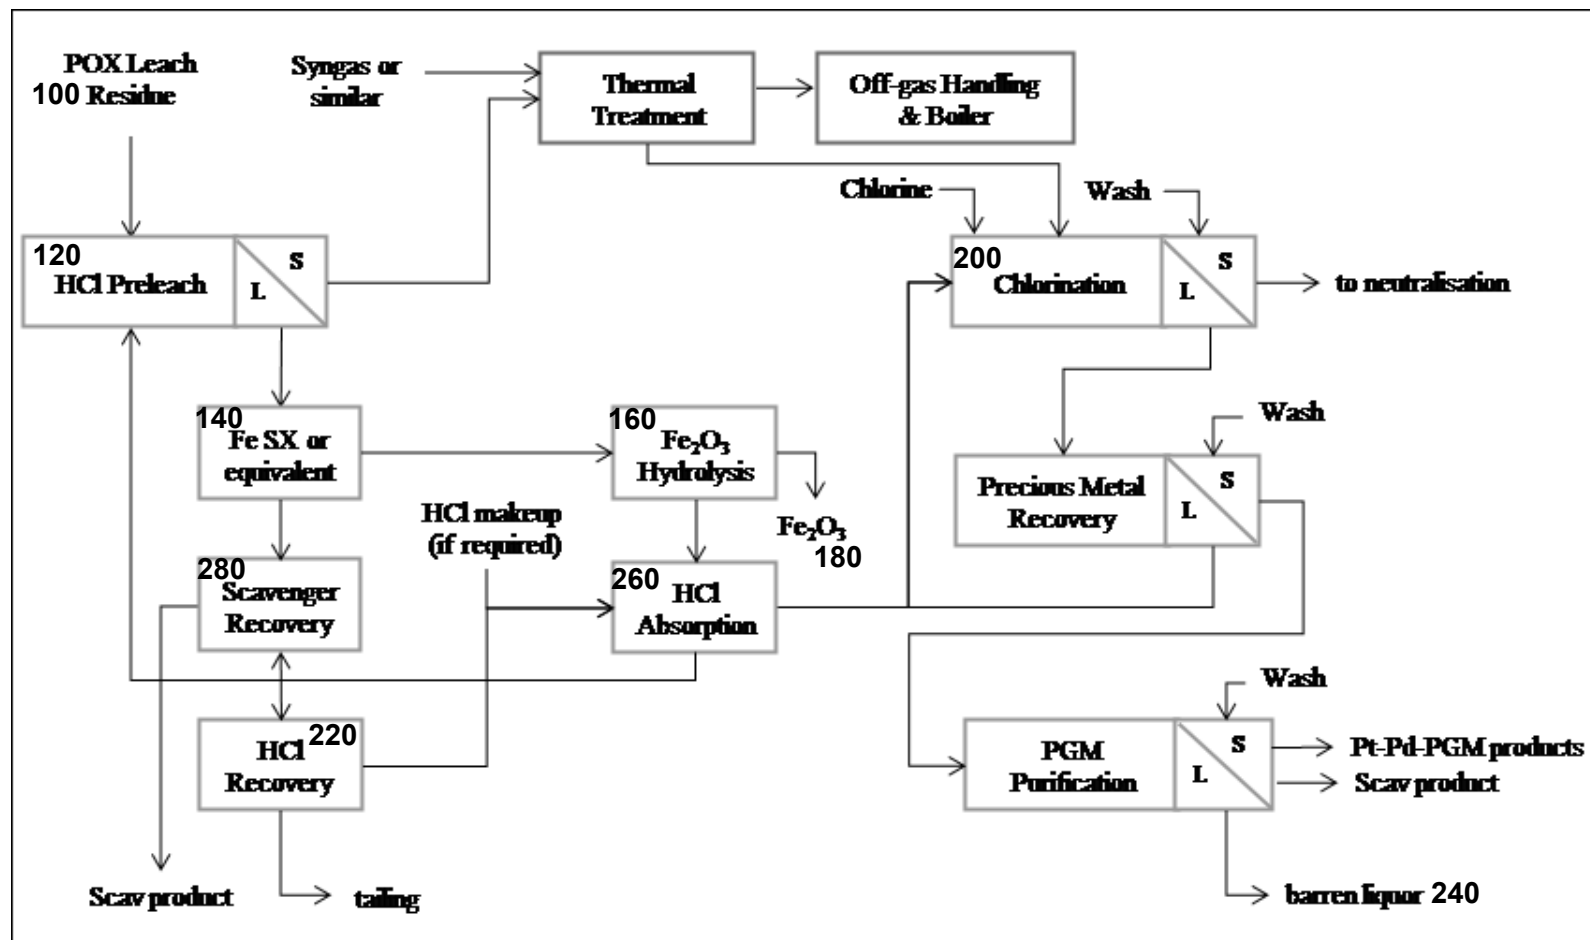 POX Leach
100 Residue
Syngas or
similar
Thermal
Treatment
Off-gas Handling
& Boiler
Chlorine
Wash
120
HCl Preleach
S
L
200
Chlorination
S
L
to neutralisation
140
Fe SX or
equivalent
160
Fe₂O₃
Hydrolysis
Wash
HCl makeup
(if required)
Fe₂O₃
180
Precious Metal
Recovery
S
L
280
Scavenger
Recovery
260
HCl
Absorption
Wash
HCl 220
Recovery
PGM
Purification
S
L
Pt-Pd-PGM products
Scav product
Scav product
tailing
barren liquor 240